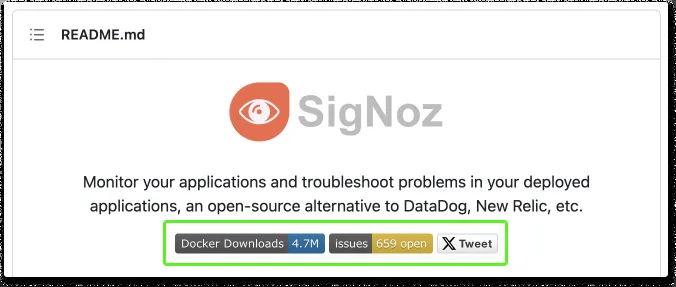 README.md
SigNoz
Monitor your applications and troubleshoot problems in your deployed
applications, an open-source alternative to DataDog, New Relic, etc.
Docker Downloads 4.7M issues 659 open X Tweet